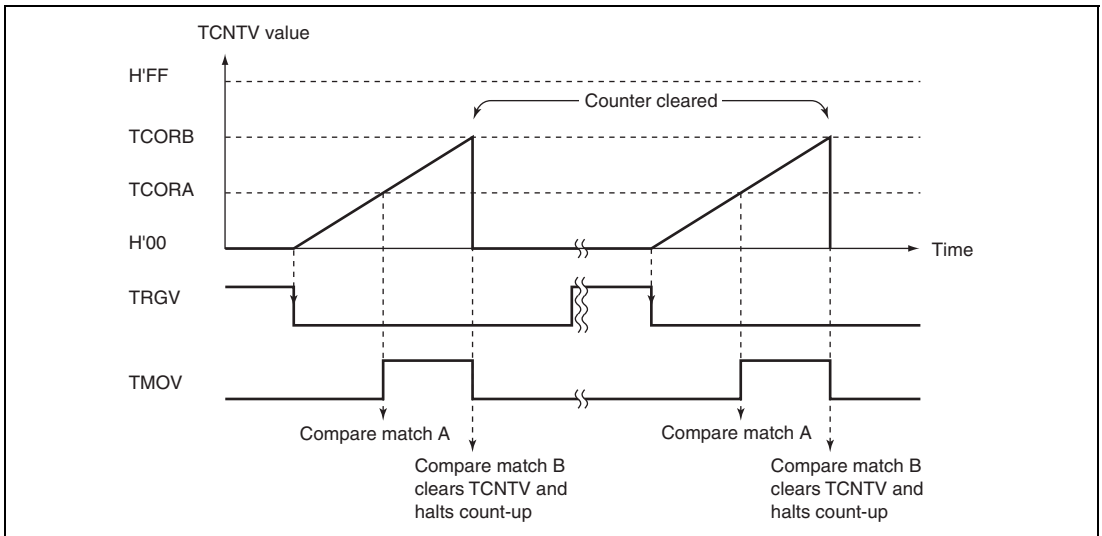 TCNTV value
H'FF
Counter cleared
TCORB
TCORA
H'00
Time
TRGV
TMOV
Compare match A
Compare match A
Compare match B
clears TCNTV and
halts count-up
Compare match B
clears TCNTV and
halts count-up